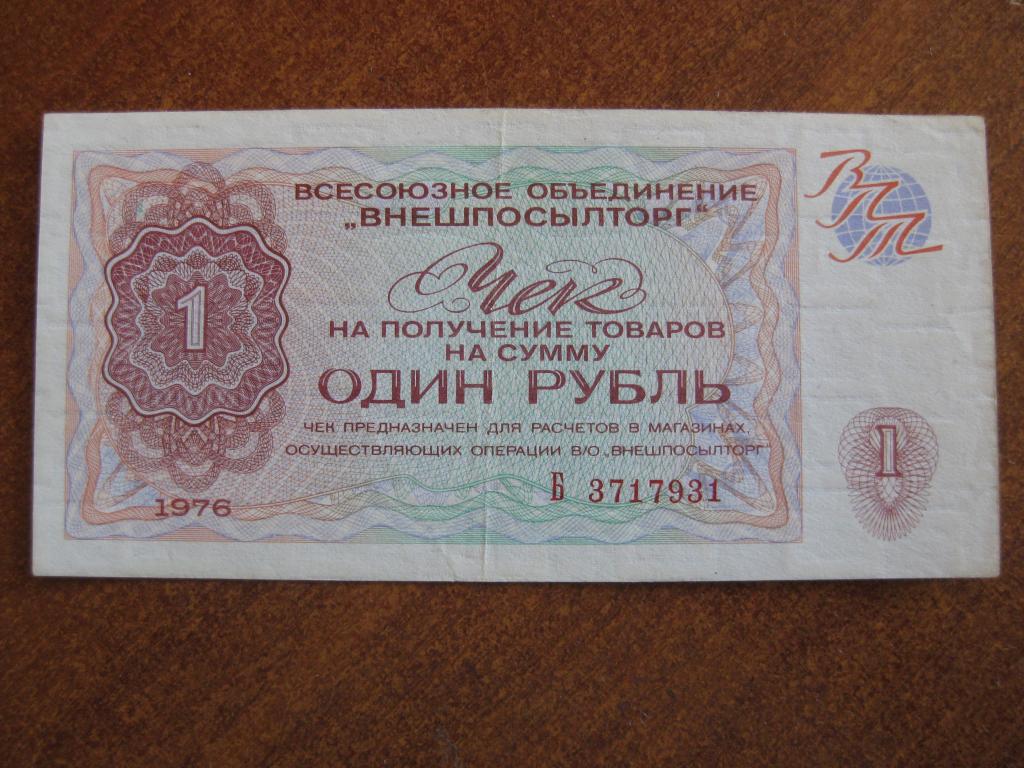 ВСЕСОЮЗНОЕ ОБЪЕДИНЕНИЕ
„ВНЕШПОСЫЛТОРГ“
ВПТ
Чек
НА ПОЛУЧЕНИЕ ТОВАРОВ
НА СУММУ
1
ОДИН РУБЛЬ
ЧЕК ПРЕДНАЗНАЧЕН ДЛЯ РАСЧЕТОВ В МАГАЗИНАХ,
ОСУЩЕСТВЛЯЮЩИХ ОПЕРАЦИИ В/О „ВНЕШПОСЫЛТОРГ“
1
1976
Б 3717931